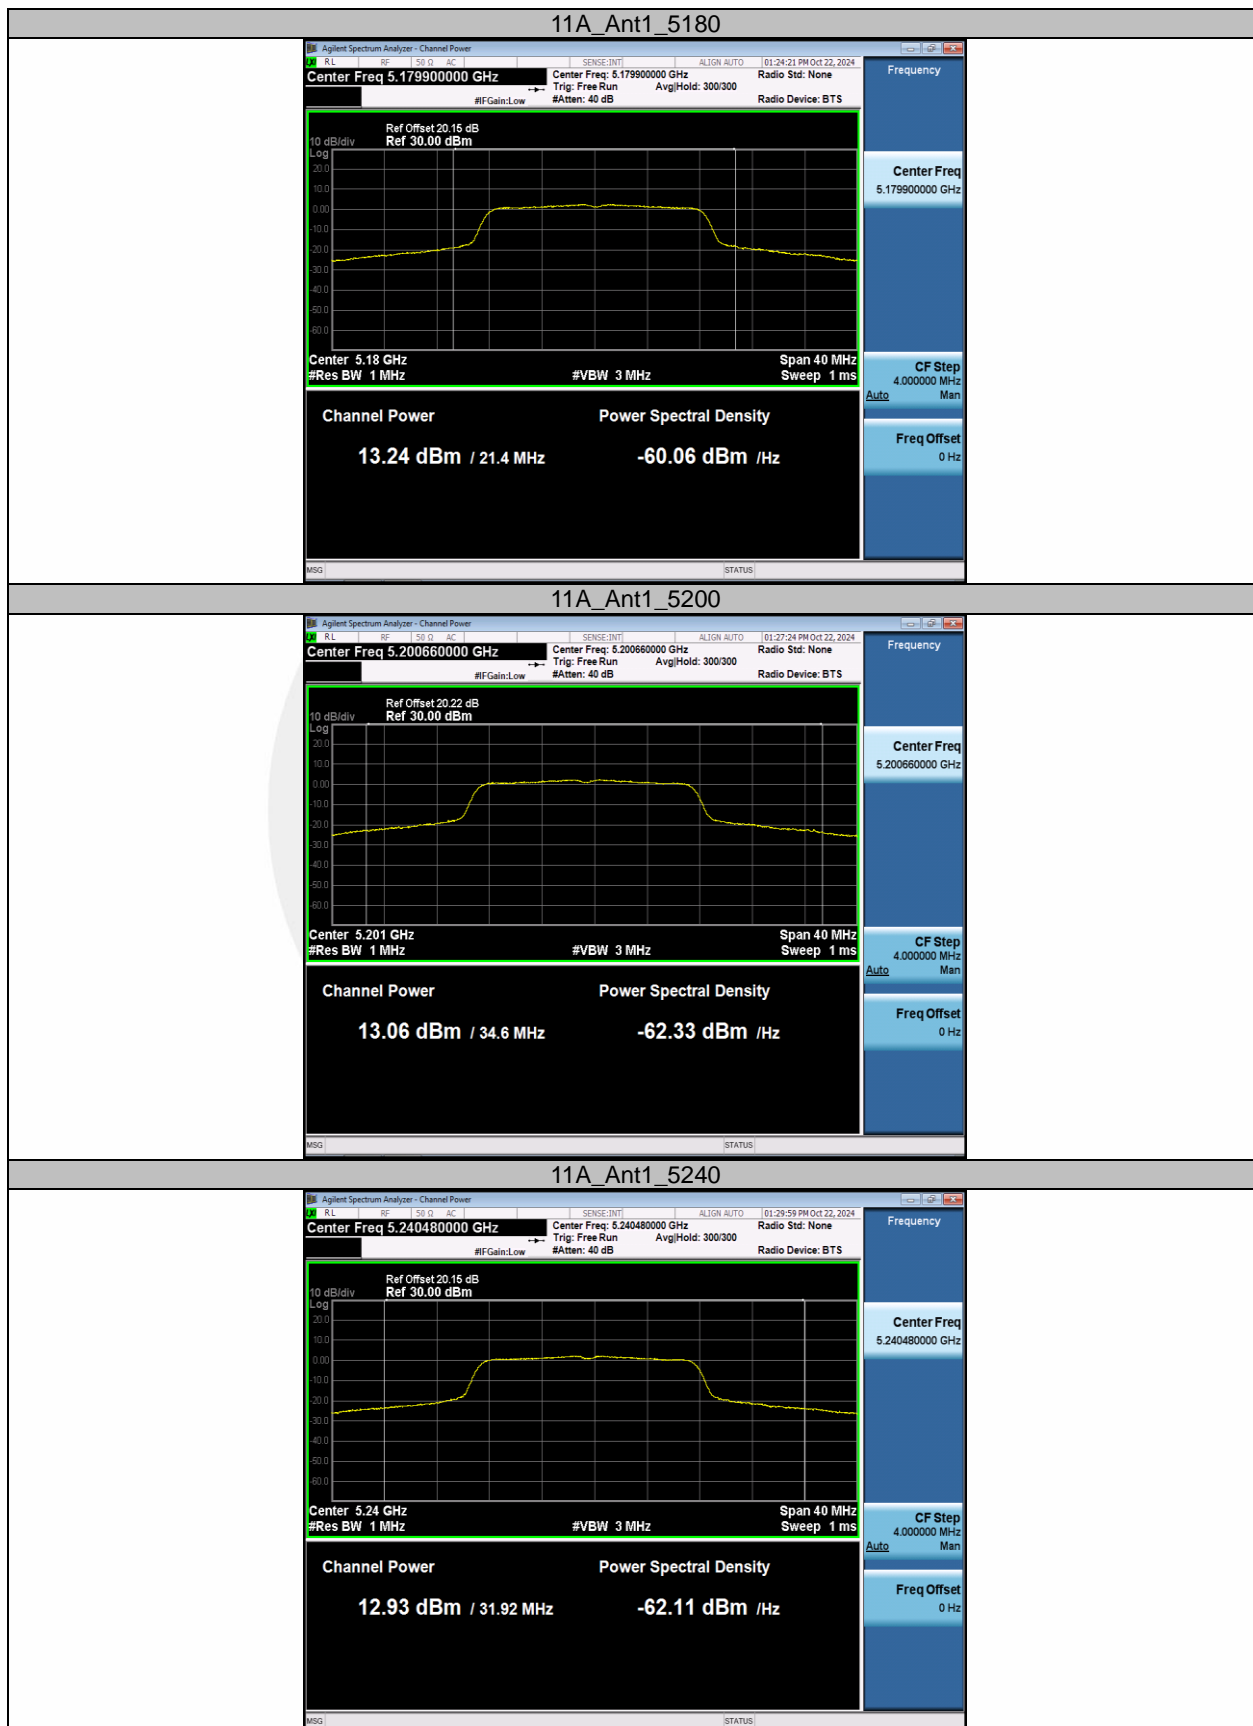 11A_Ant1_5180
Agilent Spectrum Analyzer - Channel Power
LXI RL RF 50 Ω AC SENSE:INT ALIGN AUTO 01:24:21 PM Oct 22, 2024
Center Freq 5.179900000 GHz Center Freq: 5.179900000 GHz Radio Std: None
Trig: Free Run Avg|Hold: 300/300
#IFGain:Low #Atten: 40 dB Radio Device: BTS
Frequency
Ref Offset 20.15 dB
10 dB/div Ref 30.00 dBm
Log
20.0
10.0
0.00
-10.0
-20.0
-30.0
-40.0
-50.0
-60.0
Center 5.18 GHz Span 40 MHz
#Res BW 1 MHz #VBW 3 MHz Sweep 1 ms
Channel Power Power Spectral Density
13.24 dBm / 21.4 MHz -60.06 dBm /Hz
Center Freq
5.179900000 GHz
CF Step
4.000000 MHz
Auto Man
Freq Offset
0 Hz
MSG STATUS
11A_Ant1_5200
Agilent Spectrum Analyzer - Channel Power
LXI RL RF 50 Ω AC SENSE:INT ALIGN AUTO 01:27:24 PM Oct 22, 2024
Center Freq 5.200660000 GHz Center Freq: 5.200660000 GHz Radio Std: None
Trig: Free Run Avg|Hold: 300/300
#IFGain:Low #Atten: 40 dB Radio Device: BTS
Frequency
Ref Offset 20.22 dB
10 dB/div Ref 30.00 dBm
Log
20.0
10.0
0.00
-10.0
-20.0
-30.0
-40.0
-50.0
-60.0
Center 5.201 GHz Span 40 MHz
#Res BW 1 MHz #VBW 3 MHz Sweep 1 ms
Channel Power Power Spectral Density
13.06 dBm / 34.6 MHz -62.33 dBm /Hz
Center Freq
5.200660000 GHz
CF Step
4.000000 MHz
Auto Man
Freq Offset
0 Hz
MSG STATUS
11A_Ant1_5240
Agilent Spectrum Analyzer - Channel Power
LXI RL RF 50 Ω AC SENSE:INT ALIGN AUTO 01:29:59 PM Oct 22, 2024
Center Freq 5.240480000 GHz Center Freq: 5.240480000 GHz Radio Std: None
Trig: Free Run Avg|Hold: 300/300
#IFGain:Low #Atten: 40 dB Radio Device: BTS
Frequency
Ref Offset 20.15 dB
10 dB/div Ref 30.00 dBm
Log
20.0
10.0
0.00
-10.0
-20.0
-30.0
-40.0
-50.0
-60.0
Center 5.24 GHz Span 40 MHz
#Res BW 1 MHz #VBW 3 MHz Sweep 1 ms
Channel Power Power Spectral Density
12.93 dBm / 31.92 MHz -62.11 dBm /Hz
Center Freq
5.240480000 GHz
CF Step
4.000000 MHz
Auto Man
Freq Offset
0 Hz
MSG STATUS